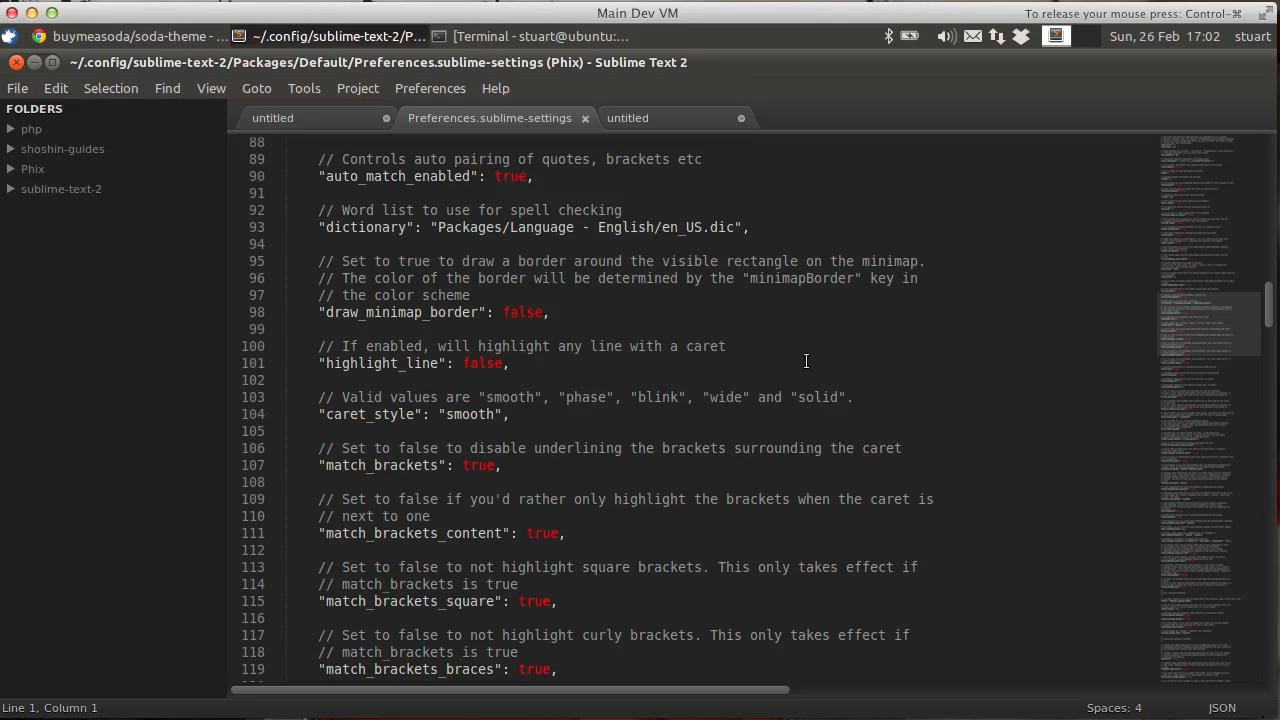 Main Dev VM
To release your mouse press: Control-⌘
buymeasoda/soda-theme - ...
~/.config/sublime-text-2/P...
[Terminal - stuart@ubuntu:...
Sun, 26 Feb 17:02
stuart
~/.config/sublime-text-2/Packages/Default/Preferences.sublime-settings (Phix) - Sublime Text 2
File Edit Selection Find View Goto Tools Project Preferences Help
FOLDERS
php
shoshin-guides
Phix
sublime-text-2
untitled
Preferences.sublime-settings
untitled
88
89 // Controls auto pairing of quotes, brackets etc
90 "auto_match_enabled": true,
91
92 // Word list to use for spell checking
93 "dictionary": "Packages/Language - English/en_US.dic",
94
95 // Set to true to draw a border around the visible rectangle on the minimap.
96 // The color of the border will be determined by the "minimapBorder" key in
97 // the color scheme
98 "draw_minimap_border": false,
99
100 // If enabled, will highlight any line with a caret
101 "highlight_line": false,
102
103 // Valid values are "smooth", "phase", "blink", "wide" and "solid".
104 "caret_style": "smooth",
105
106 // Set to false to disable underlining the brackets surrounding the caret
107 "match_brackets": true,
108
109 // Set to false if you'd rather only highlight the brackets when the caret is
110 // next to one
111 "match_brackets_content": true,
112
113 // Set to false to not highlight square brackets. This only takes effect if
114 // match_brackets is true
115 "match_brackets_square": true,
116
117 // Set to false to not highlight curly brackets. This only takes effect if
118 // match_brackets is true
119 "match_brackets_braces": true,
Line 1, Column 1
Spaces: 4
JSON